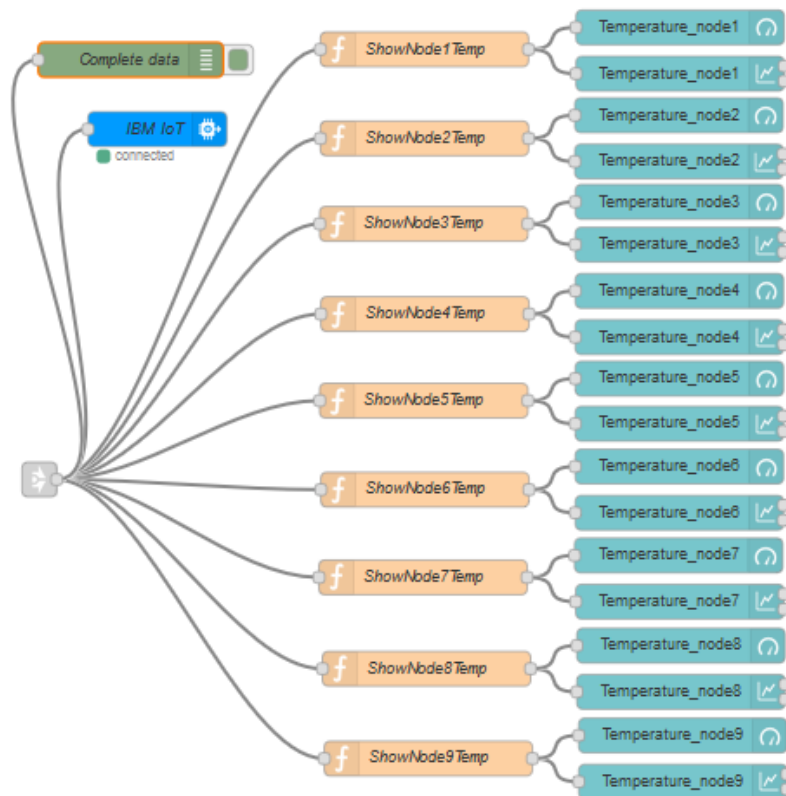 Complete data
IBM IoT
connected
ShowNode1Temp
Temperature_node1
Temperature_node1
ShowNode2Temp
Temperature_node2
Temperature_node2
ShowNode3Temp
Temperature_node3
Temperature_node3
ShowNode4Temp
Temperature_node4
Temperature_node4
ShowNode5Temp
Temperature_node5
Temperature_node5
ShowNode6Temp
Temperature_node6
Temperature_node6
ShowNode7Temp
Temperature_node7
Temperature_node7
ShowNode8Temp
Temperature_node8
Temperature_node8
ShowNode9Temp
Temperature_node9
Temperature_node9